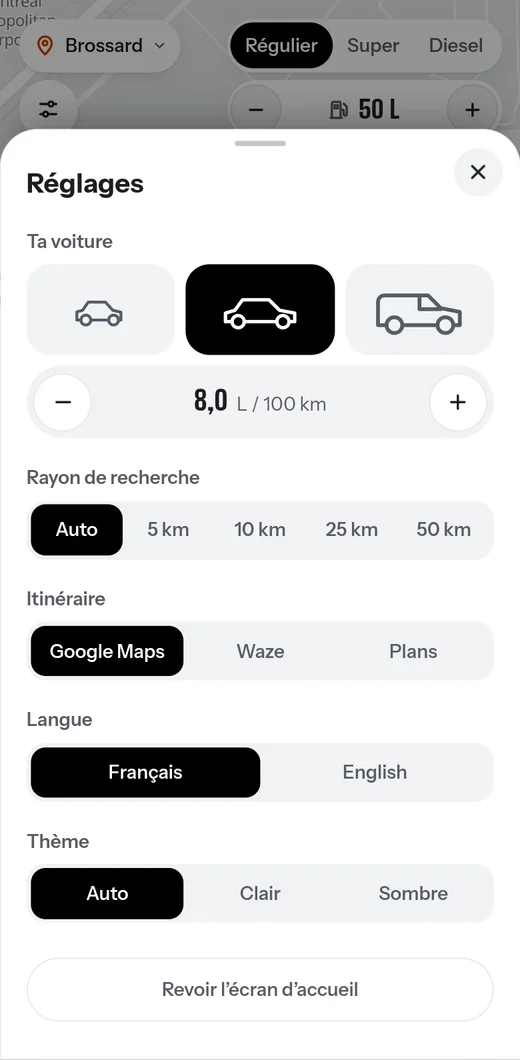 Brossard
Régulier Super Diesel
50 L
Réglages
Ta voiture
8,0 L / 100 km
Rayon de recherche
Auto 5 km 10 km 25 km 50 km
Itinéraire
Google Maps Waze Plans
Langue
Français English
Thème
Auto Clair Sombre
Revoir l’écran d’accueil